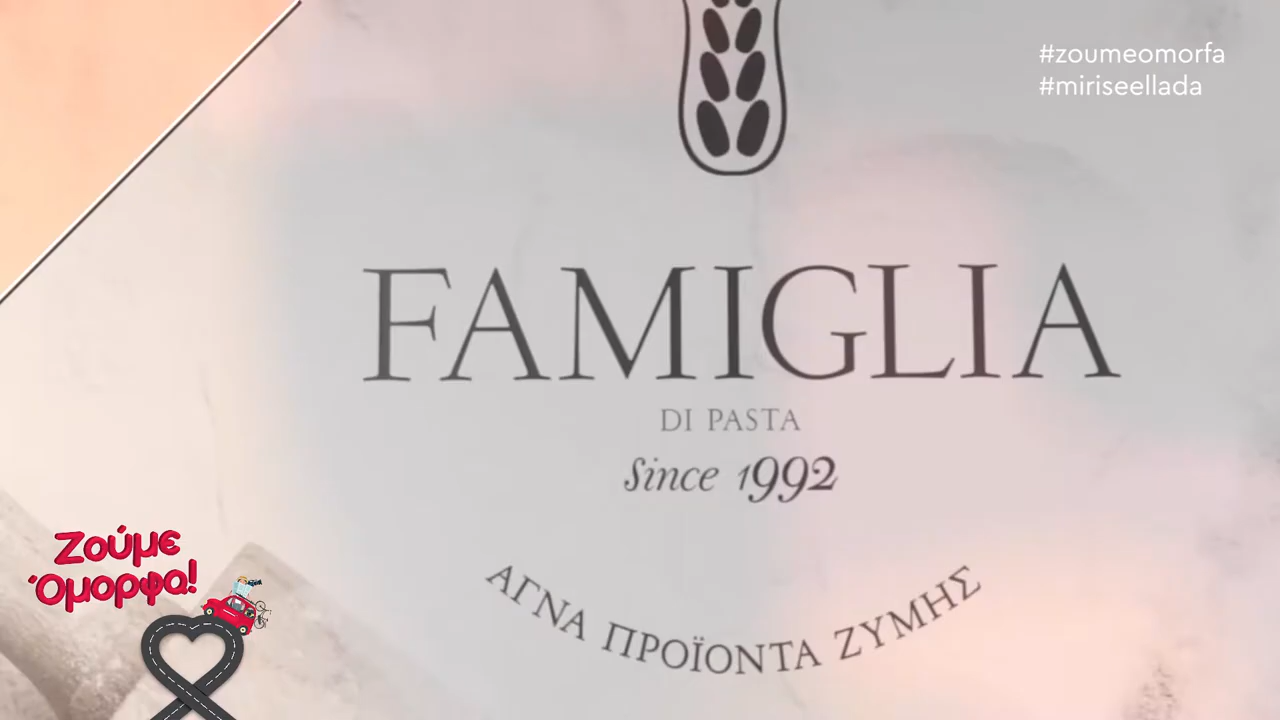 #zoumeomorfa
#miriseellada
FAMIGLIA
DI PASTA
Since 1992
ΑΓΝΑ ΠΡΟΪΟΝΤΑ ΖΥΜΗΣ
Ζούμε
Όμορφα!